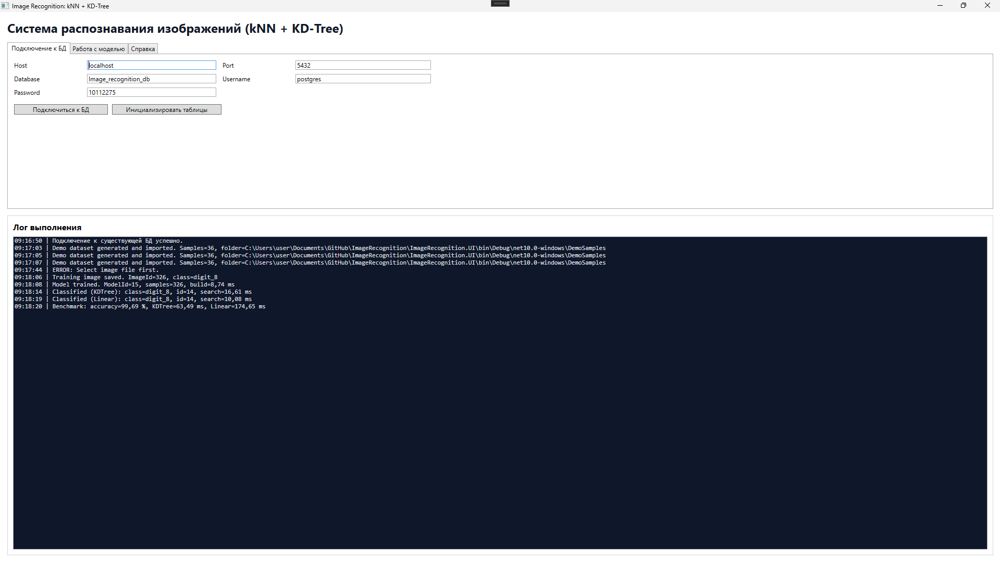 Image Recognition: kNN + KD-Tree
Система распознавания изображений (kNN + KD-Tree)
Подключение к БД Работа с моделью Справка
Host localhost Port 5432
Database Image_recognition_db Username postgres
Password 10112275
Подключиться к БД Инициализировать таблицы
Лог выполнения
09:16:50 | Подключение к существующей БД успешно.
09:17:03 | Demo dataset generated and imported. Samples=36, folder=C:\Users\user\Documents\GitHub\ImageRecognition\ImageRecognition.UI\bin\Debug\net10.0-windows\DemoSamples
09:17:05 | Demo dataset generated and imported. Samples=36, folder=C:\Users\user\Documents\GitHub\ImageRecognition\ImageRecognition.UI\bin\Debug\net10.0-windows\DemoSamples
09:17:07 | Demo dataset generated and imported. Samples=36, folder=C:\Users\user\Documents\GitHub\ImageRecognition\ImageRecognition.UI\bin\Debug\net10.0-windows\DemoSamples
09:17:44 | ERROR: Select image file first.
09:18:06 | Training image saved. ImageId=326, class=digit_8
09:18:08 | Model trained. ModelId=15, samples=326, build=8,74 ms
09:18:14 | Classified (KDTree): class=digit_8, id=14, search=16,61 ms
09:18:19 | Classified (Linear): class=digit_8, id=14, search=10,08 ms
09:18:20 | Benchmark: accuracy=99,69 %, KDTree=63,49 ms, Linear=174,65 ms